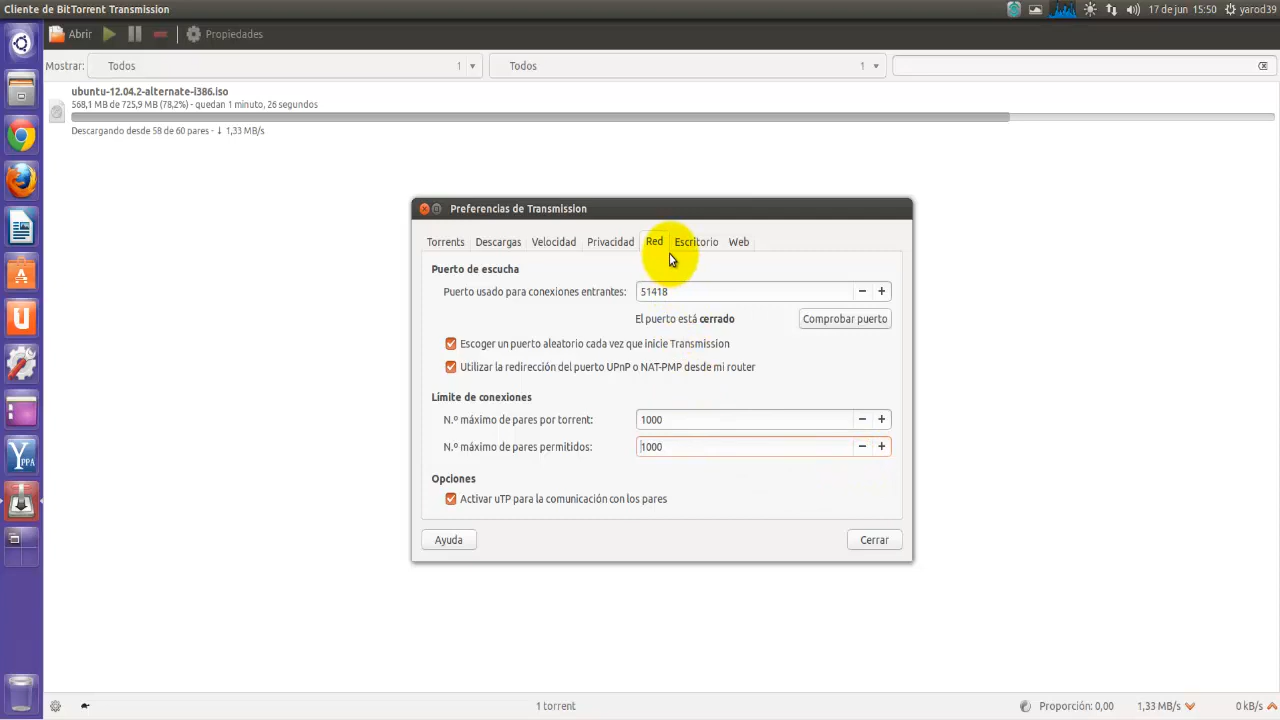 Cliente de BitTorrent Transmission
17 de jun 15:50 yarod39
Abrir Propiedades
Mostrar: Todos 1 Todos 1
ubuntu-12.04.2-alternate-i386.iso
568,1 MB de 725,9 MB (78,2%) - quedan 1 minuto, 26 segundos
Descargando desde 58 de 60 pares - ↓ 1,33 MB/s
Preferencias de Transmission
Torrents Descargas Velocidad Privacidad Red Escritorio Web
Puerto de escucha
Puerto usado para conexiones entrantes: 51418 − +
El puerto está cerrado Comprobar puerto
Escoger un puerto aleatorio cada vez que inicie Transmission
Utilizar la redirección del puerto UPnP o NAT-PMP desde mi router
Límite de conexiones
N.º máximo de pares por torrent: 1000 − +
N.º máximo de pares permitidos: 1000 − +
Opciones
Activar uTP para la comunicación con los pares
Ayuda Cerrar
YPPA
1 torrent
Proporción: 0,00 1,33 MB/s 0 kB/s